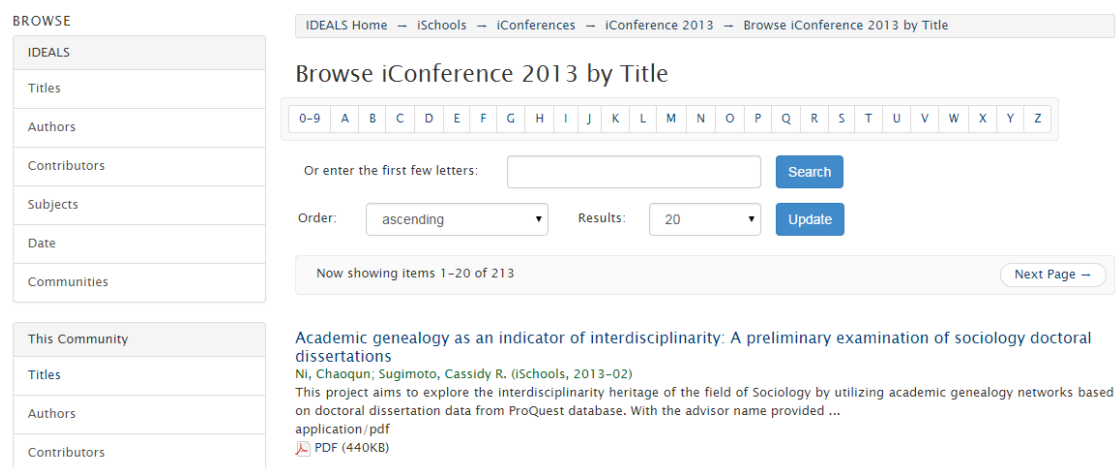 BROWSE
IDEALS
Titles
Authors
Contributors
Subjects
Date
Communities
This Community
Titles
Authors
Contributors
IDEALS Home → iSchools → iConferences → iConference 2013 → Browse iConference 2013 by Title
Browse iConference 2013 by Title
0-9 A B C D E F G H I J K L M N O P Q R S T U V W X Y Z
Or enter the first few letters: Search
Order: ascending Results: 20 Update
Now showing items 1-20 of 213 Next Page →
Academic genealogy as an indicator of interdisciplinarity: A preliminary examination of sociology doctoral
dissertations
Ni, Chaoqun; Sugimoto, Cassidy R. (iSchools, 2013-02)
This project aims to explore the interdisciplinarity heritage of the field of Sociology by utilizing academic genealogy networks based
on doctoral dissertation data from ProQuest database. With the advisor name provided ...
application/pdf
PDF (440KB)